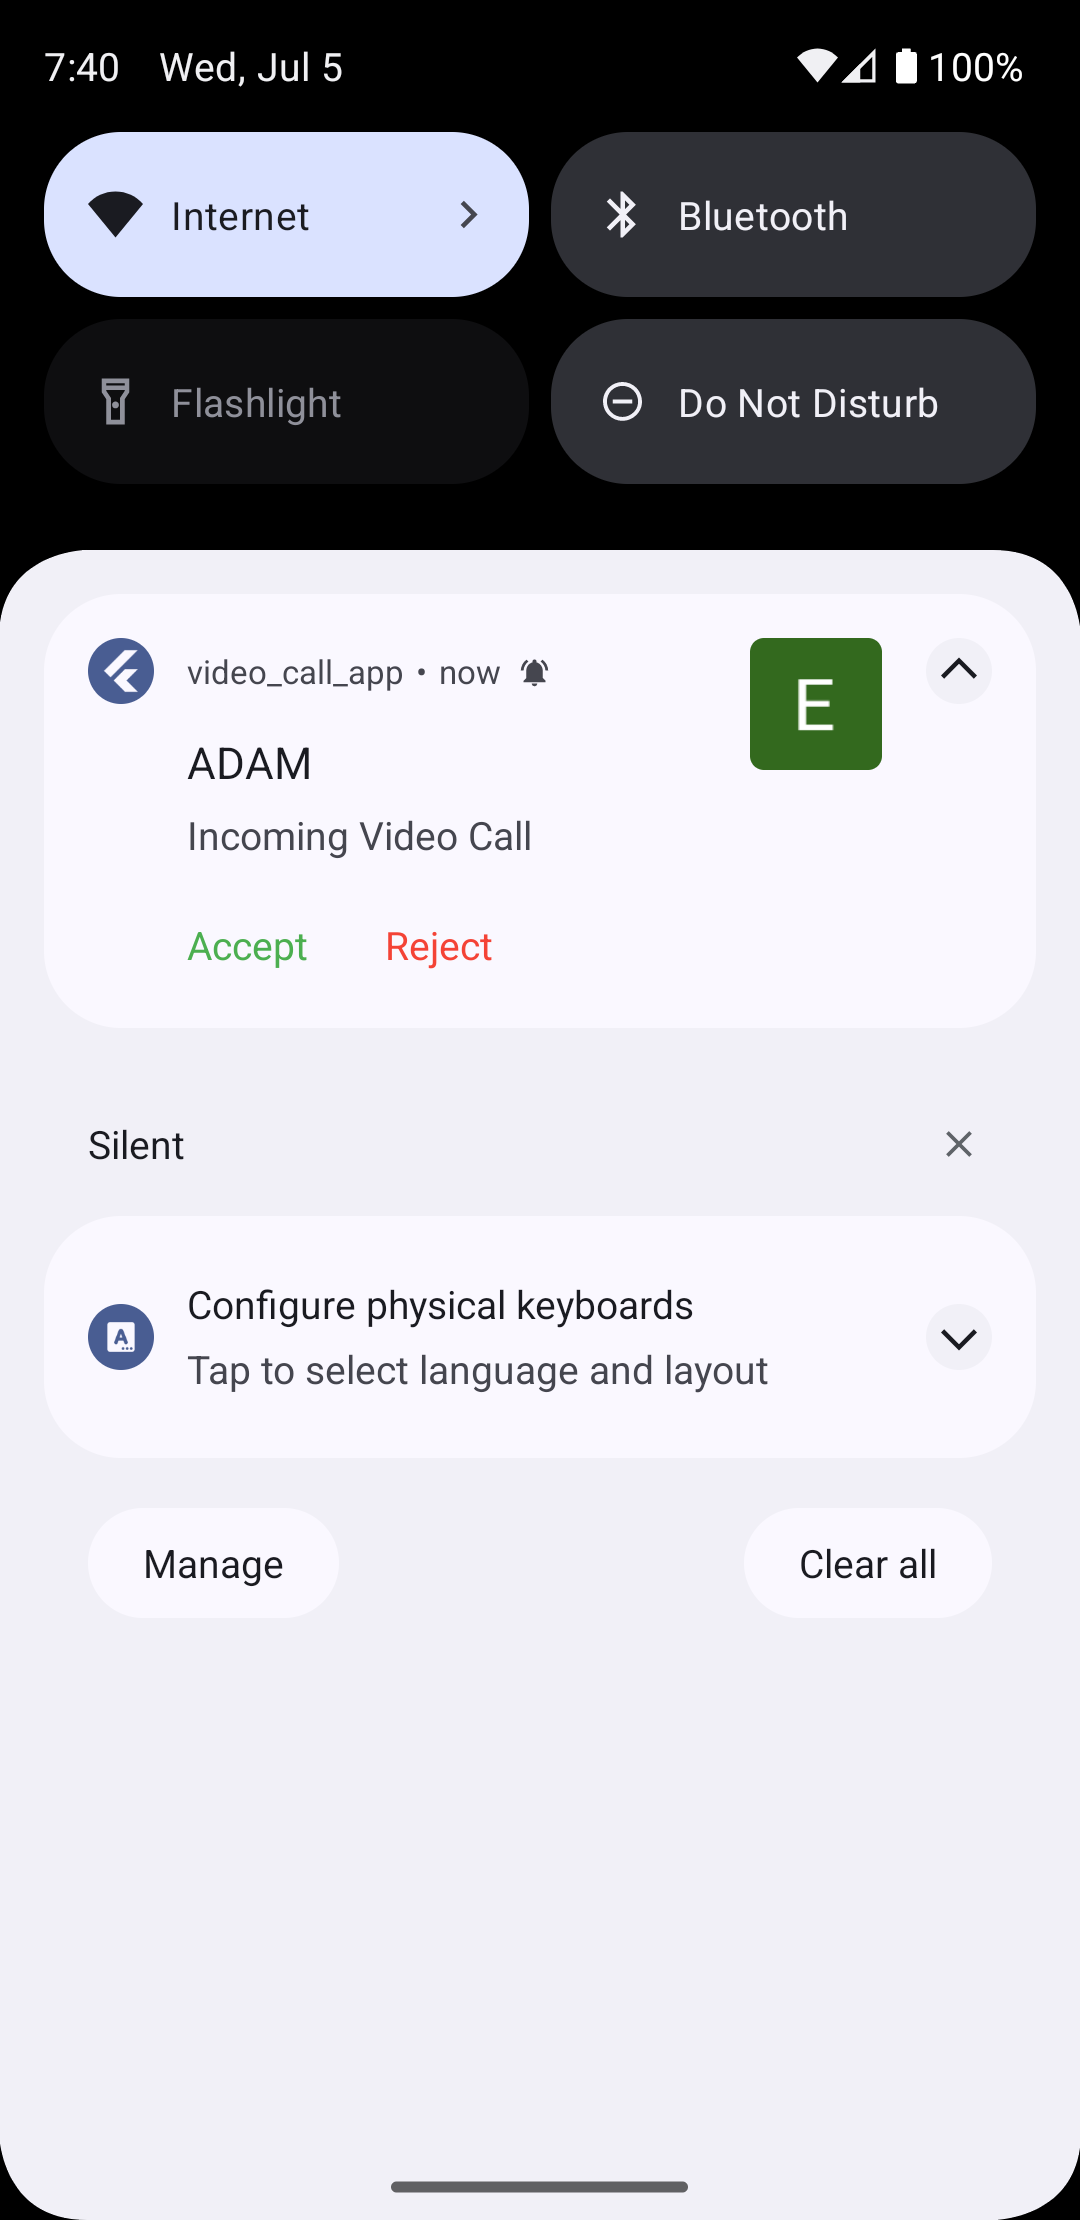 7:40 Wed, Jul 5 100%
Internet Bluetooth
Flashlight Do Not Disturb
video_call_app • now E
ADAM
Incoming Video Call
Accept Reject
Silent
A Configure physical keyboards
Tap to select language and layout
Manage Clear all